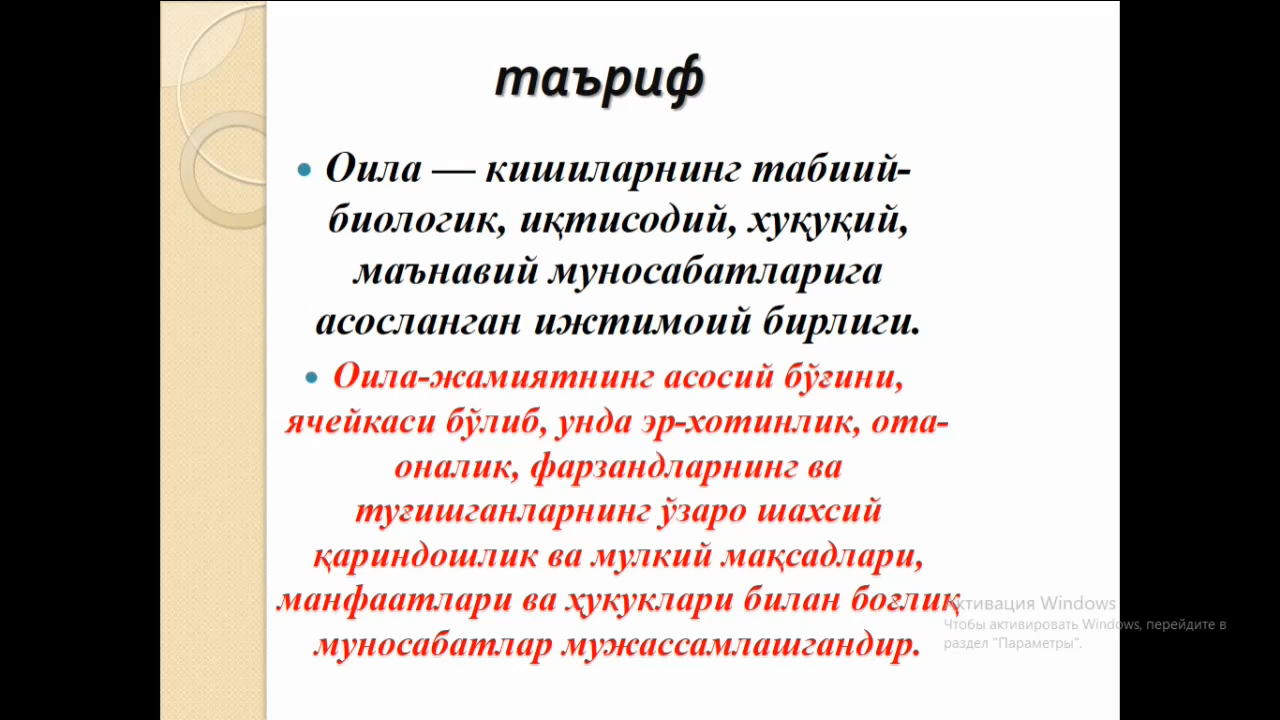 таъриф
• Оила — кишиларнинг табиий-
биологик, иқтисодий, хуқуқий,
маънавий муносабатларига
асосланган ижтимоий бирлиги.
• Оила-жамиятнинг асосий бўғини,
ячейкаси бўлиб, унда эр-хотинлик, ота-
оналик, фарзандларнинг ва
туғишганларнинг ўзаро шахсий
қариндошлик ва мулкий мақсадлари,
манфаатлари ва ҳукуклари билан боғлиқ
муносабатлар мужассамлашгандир.
Активация Windows
Чтобы активировать Windows, перейдите в
раздел "Параметры".